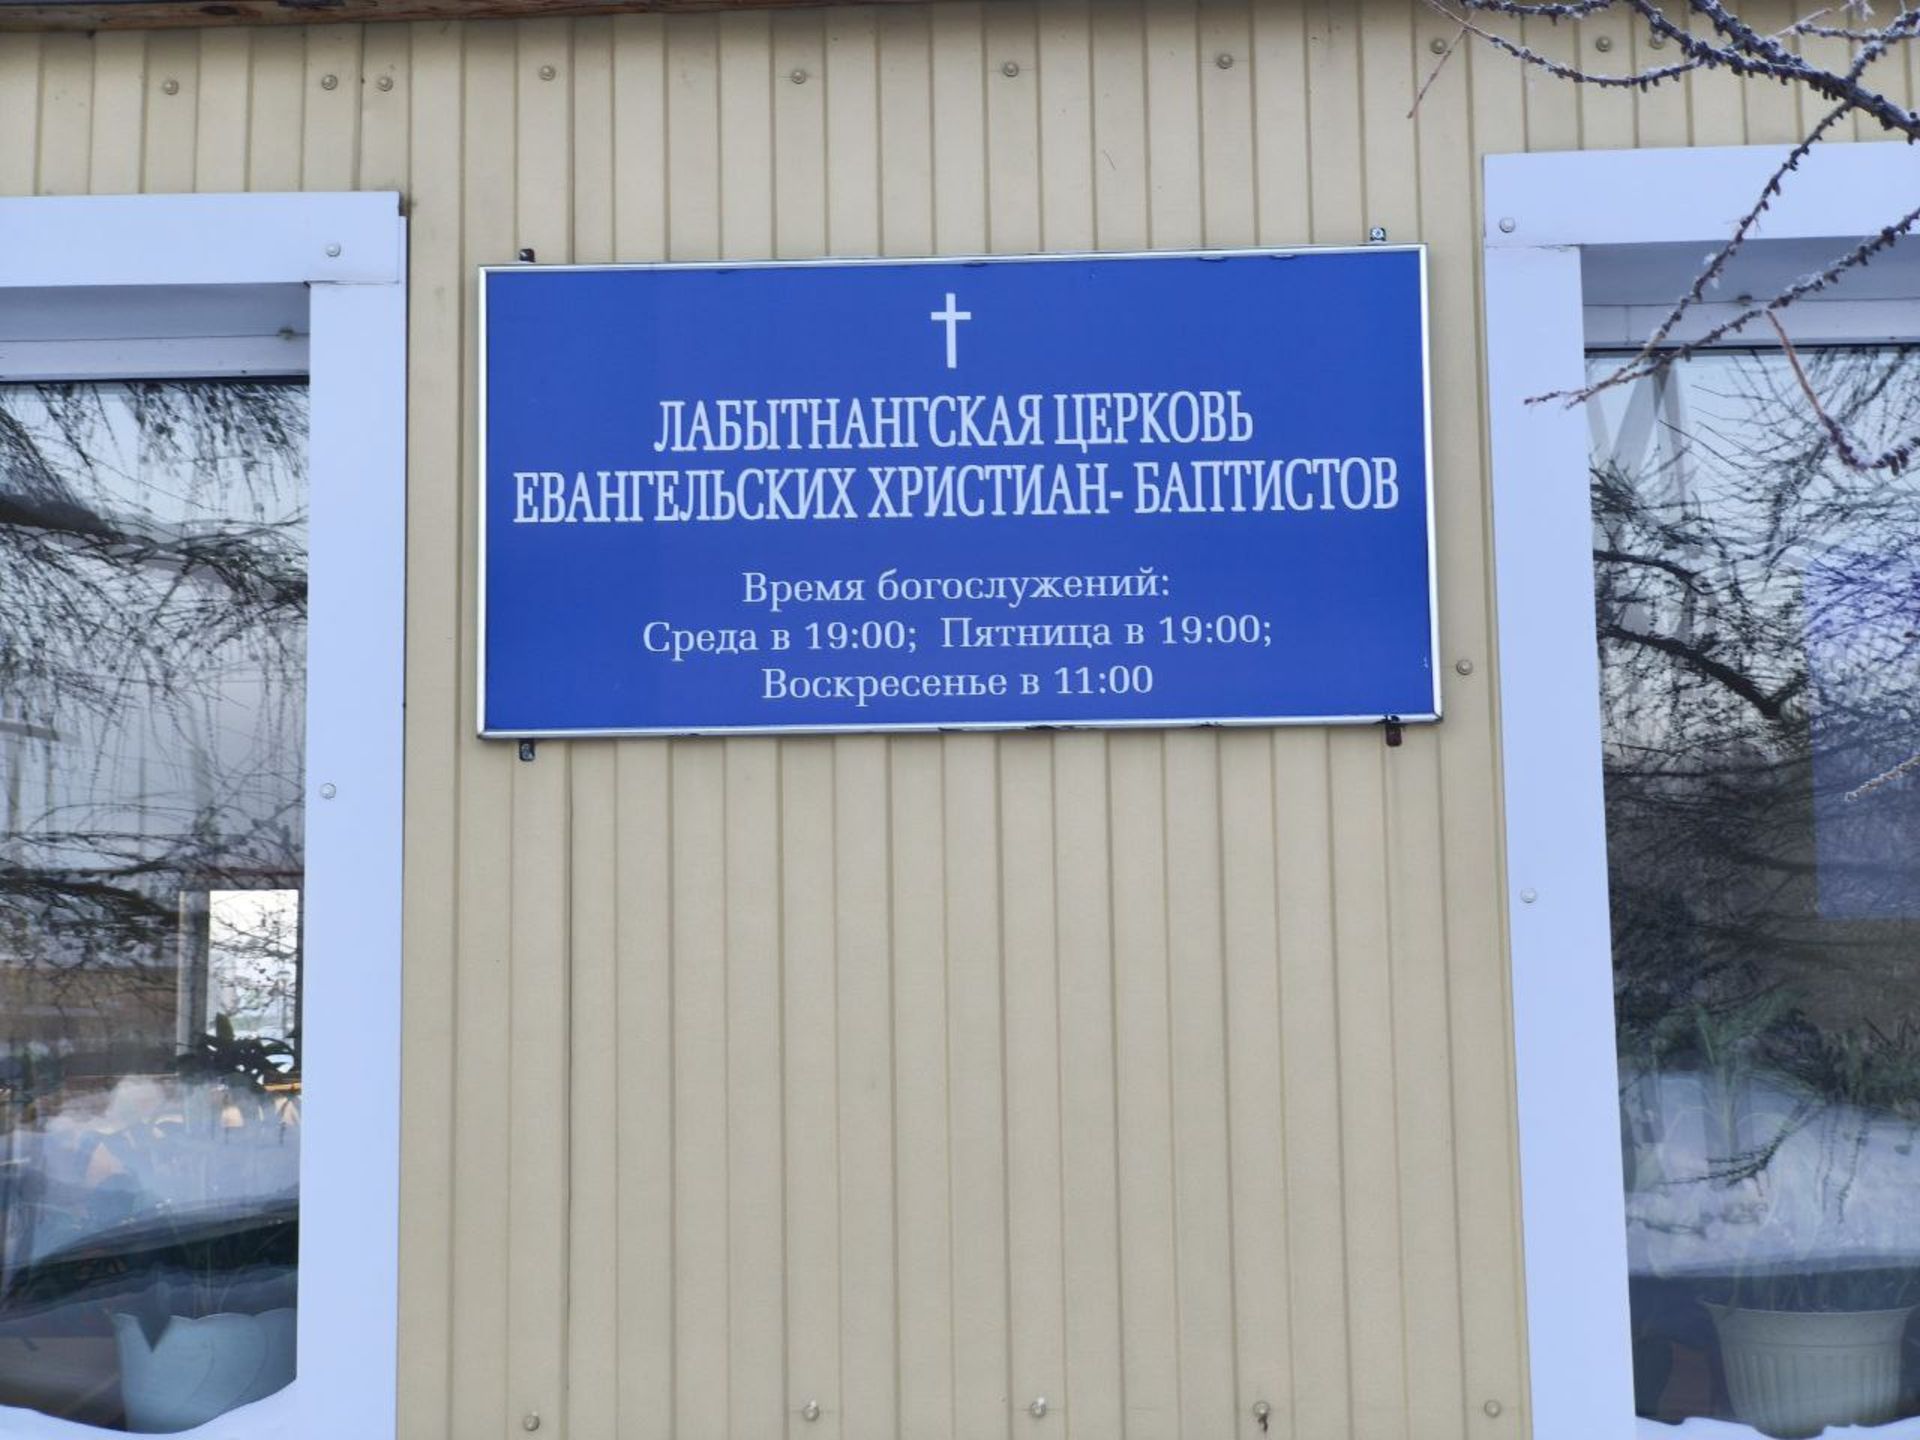 ЛАБЫТНАНГСКАЯ ЦЕРКОВЬ
ЕВАНГЕЛЬСКИХ ХРИСТИАН- БАПТИСТОВ
Время богослужений:
Среда в 19:00; Пятница в 19:00;
Воскресенье в 11:00